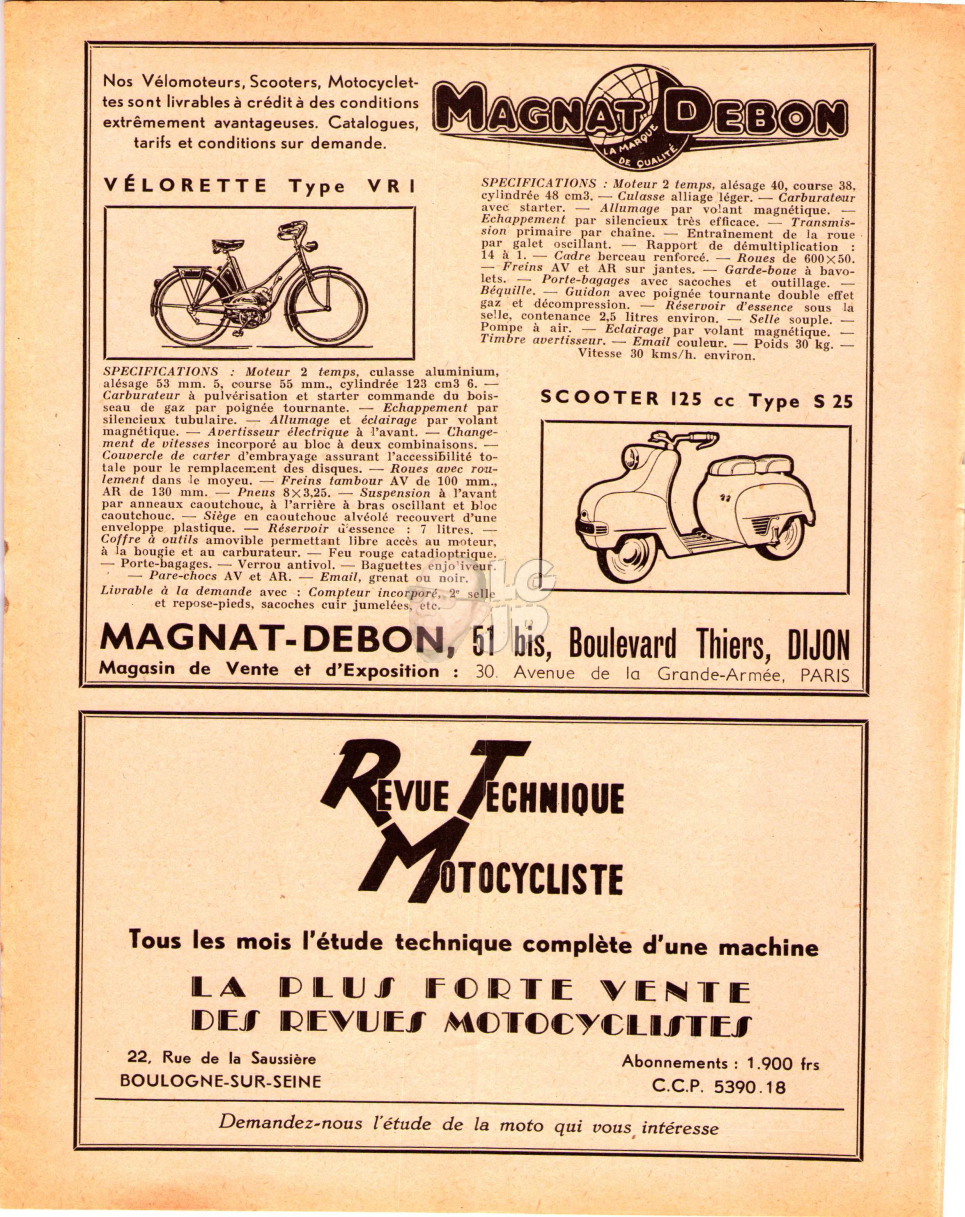 Nos Vélomoteurs, Scooters, Motocyclet-
tes sont livrables à crédit à des conditions
extrêmement avantageuses. Catalogues,
tarifs et conditions sur demande.
MAGNAT DEBON
LA MARQUE
DE QUALITÉ
VÉLORETTE Type VR1
SPECIFICATIONS : Moteur 2 temps, alésage 40, course 38,
cylindrée 48 cm3. — Culasse alliage léger. — Carburateur
avec starter. — Allumage par volant magnétique. —
Echappement par silencieux très efficace. — Transmis-
sion primaire par chaîne. — Entraînement de la roue
par galet oscillant. — Rapport de démultiplication :
14 à 1. — Cadre berceau renforcé. — Roues de 600×50.
— Freins AV et AR sur jantes. — Garde-boue à bavo-
lets. — Porte-bagages avec sacoches et outillage. —
Béquille. — Guidon avec poignée tournante double effet
gaz et décompression. — Réservoir d'essence sous la
selle, contenance 2,5 litres environ. — Selle souple. —
Pompe à air. — Eclairage par volant magnétique. —
Timbre avertisseur. — Email couleur. — Poids 30 kg. —
Vitesse 30 kms/h. environ.
SPECIFICATIONS : Moteur 2 temps, culasse aluminium,
alésage 53 mm. 5, course 55 mm., cylindrée 123 cm3 6. —
Carburateur à pulvérisation et starter commande du bois-
seau de gaz par poignée tournante. — Echappement par
silencieux tubulaire. — Allumage et éclairage par volant
magnétique. — Avertisseur électrique à l'avant. — Change-
ment de vitesses incorporé au bloc à deux combinaisons. —
Couvercle de carter d'embrayage assurant l'accessibilité to-
tale pour le remplacement des disques. — Roues avec rou-
lement dans le moyeu. — Freins tambour AV de 100 mm.,
AR de 130 mm. — Pneus 8×3,25. — Suspension à l'avant
par anneaux caoutchouc, à l'arrière à bras oscillant et bloc
caoutchouc. — Siège en caoutchouc alvéolé recouvert d'une
enveloppe plastique. — Réservoir d'essence : 7 litres. —
Coffre à outils amovible permettant libre accès au moteur,
à la bougie et au carburateur. — Feu rouge catadioptrique.
— Porte-bagages. — Verrou antivol. — Baguettes enjoliveur.
— Pare-chocs AV et AR. — Email, grenat ou noir.
Livrable à la demande avec : Compteur incorporé, 2e selle
et repose-pieds, sacoches cuir jumelées, etc.
SCOOTER 125 cc Type S 25
MAGNAT-DEBON, 51 bis, Boulevard Thiers, DIJON
Magasin de Vente et d'Exposition : 30. Avenue de la Grande-Armée, PARIS
REVUE TECHNIQUE
MOTOCYCLISTE
Tous les mois l'étude technique complète d'une machine
LA PLUS FORTE VENTE
DES REVUES MOTOCYCLISTES
22, Rue de la Saussière
BOULOGNE-SUR-SEINE
Abonnements : 1.900 frs
C.C.P. 5390.18
Demandez-nous l'étude de la moto qui vous intéresse